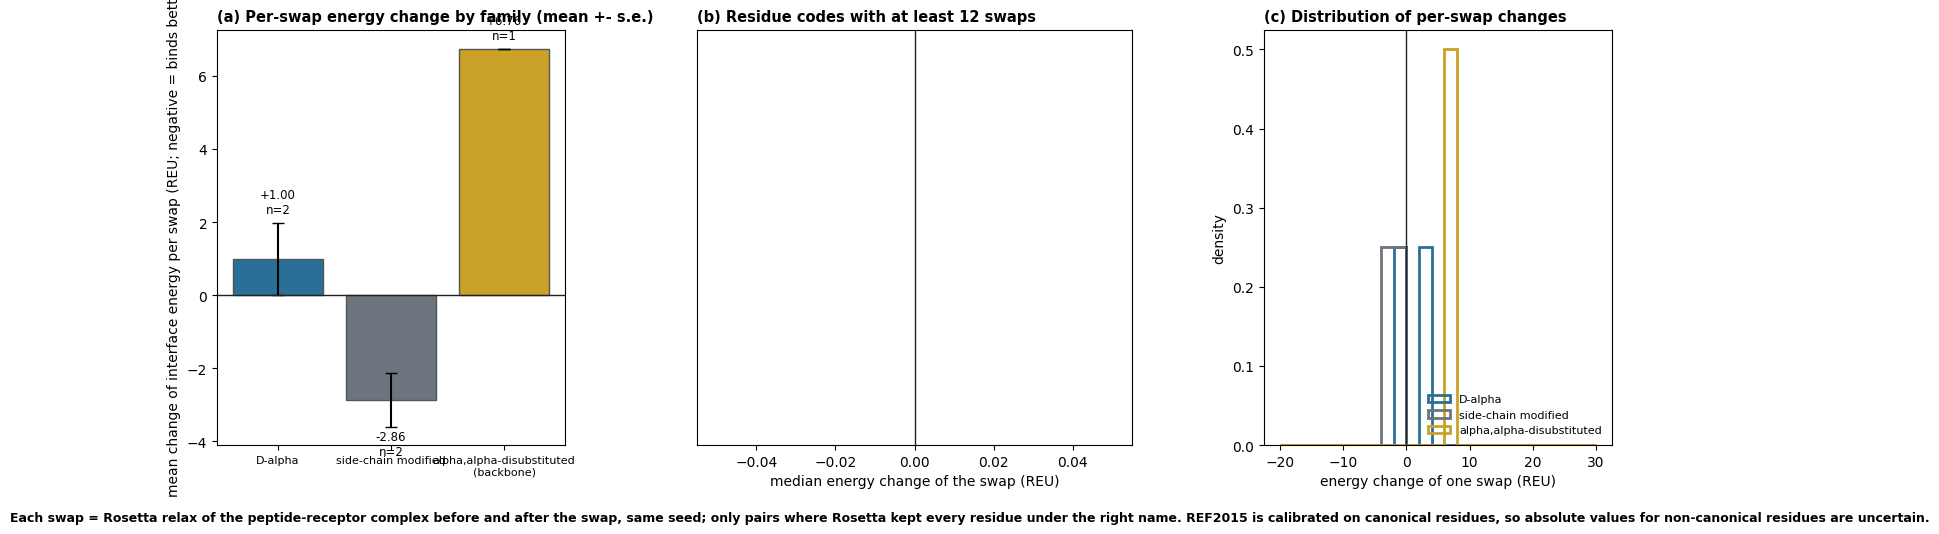 (a) Per-swap energy change by family (mean +- s.e.)
mean change of interface energy per swap (REU; negative = binds
6
4
2
0
−2
−4
+1.00
n=2
-2.86
n=2
n=1
D-alpha
side-chain modified
alpha,alpha-disubstituted
(backbone)
(b) Residue codes with at least 12 swaps
−0.04
−0.02
0.00
0.02
0.04
median energy change of the swap (REU)
(c) Distribution of per-swap changes
density
0.5
0.4
0.3
0.2
0.1
0.0
D-alpha
side-chain modified
alpha,alpha-disubstituted
−20
−10
0
10
20
30
energy change of one swap (REU)
Each swap = Rosetta relax of the peptide-receptor complex before and after the swap, same seed; only pairs where Rosetta kept every residue under the right name. REF2015 is calibrated on canonical residues, so absolute values for non-canonical residues are uncertain.